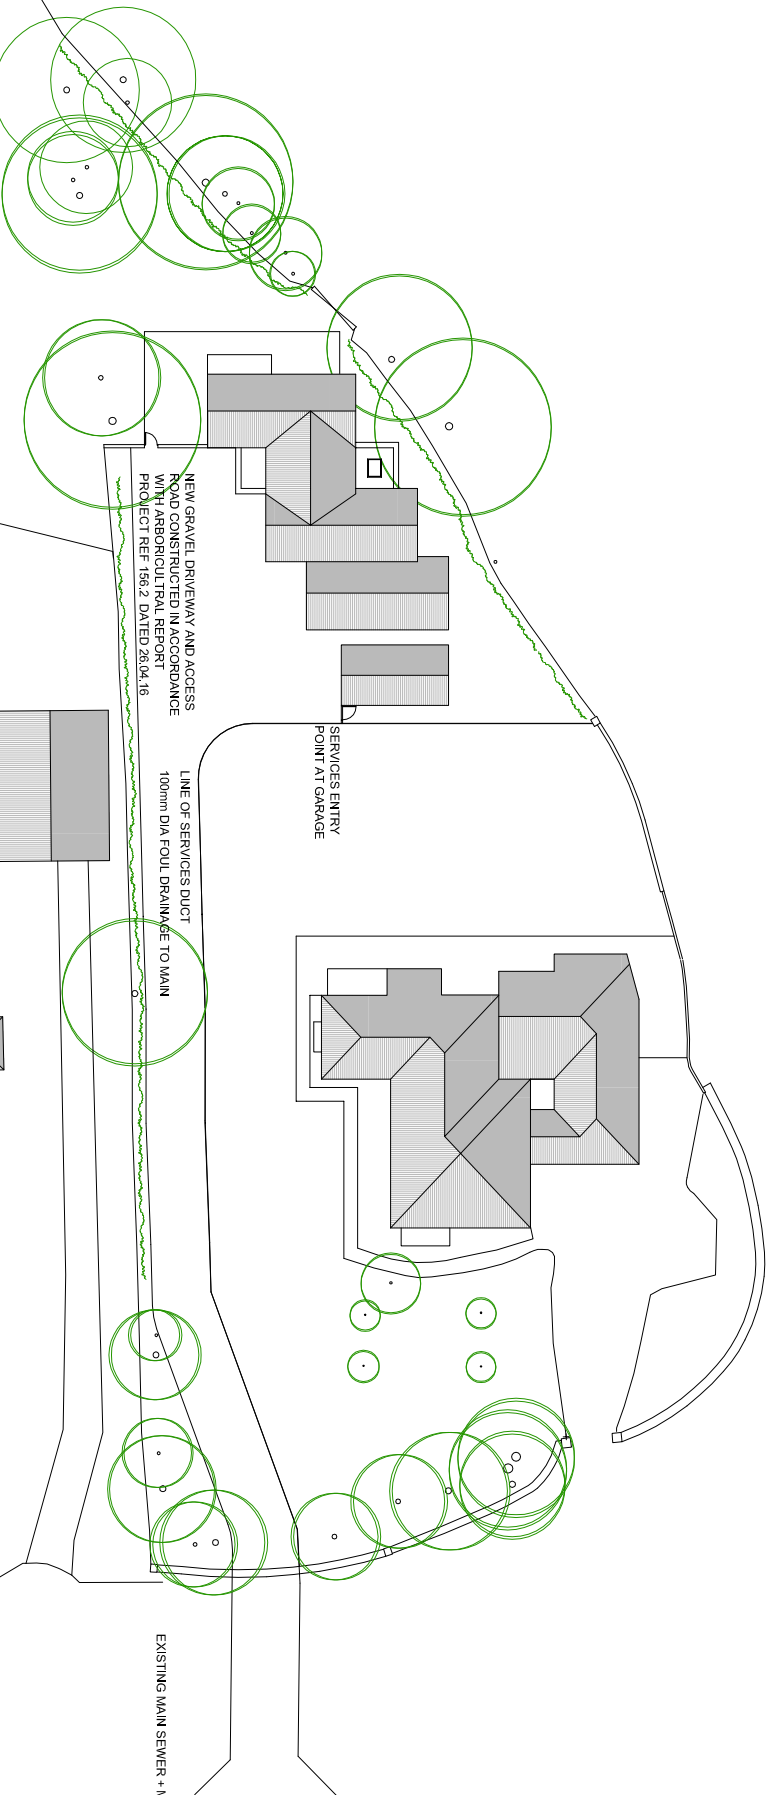 NEW GRAVEL DRIVEWAY AND ACCESS
ROAD CONSTRUCTED IN ACCORDANCE
WITH ARBORICULTRAL REPORT
PROJECT REF 156.2 DATED 26.04.16
SERVICES ENTRY
POINT AT GARAGE
LINE OF SERVICES DUCT
100mm DIA FOUL DRAINAGE TO MAIN
EXISTING MAIN SEWER +